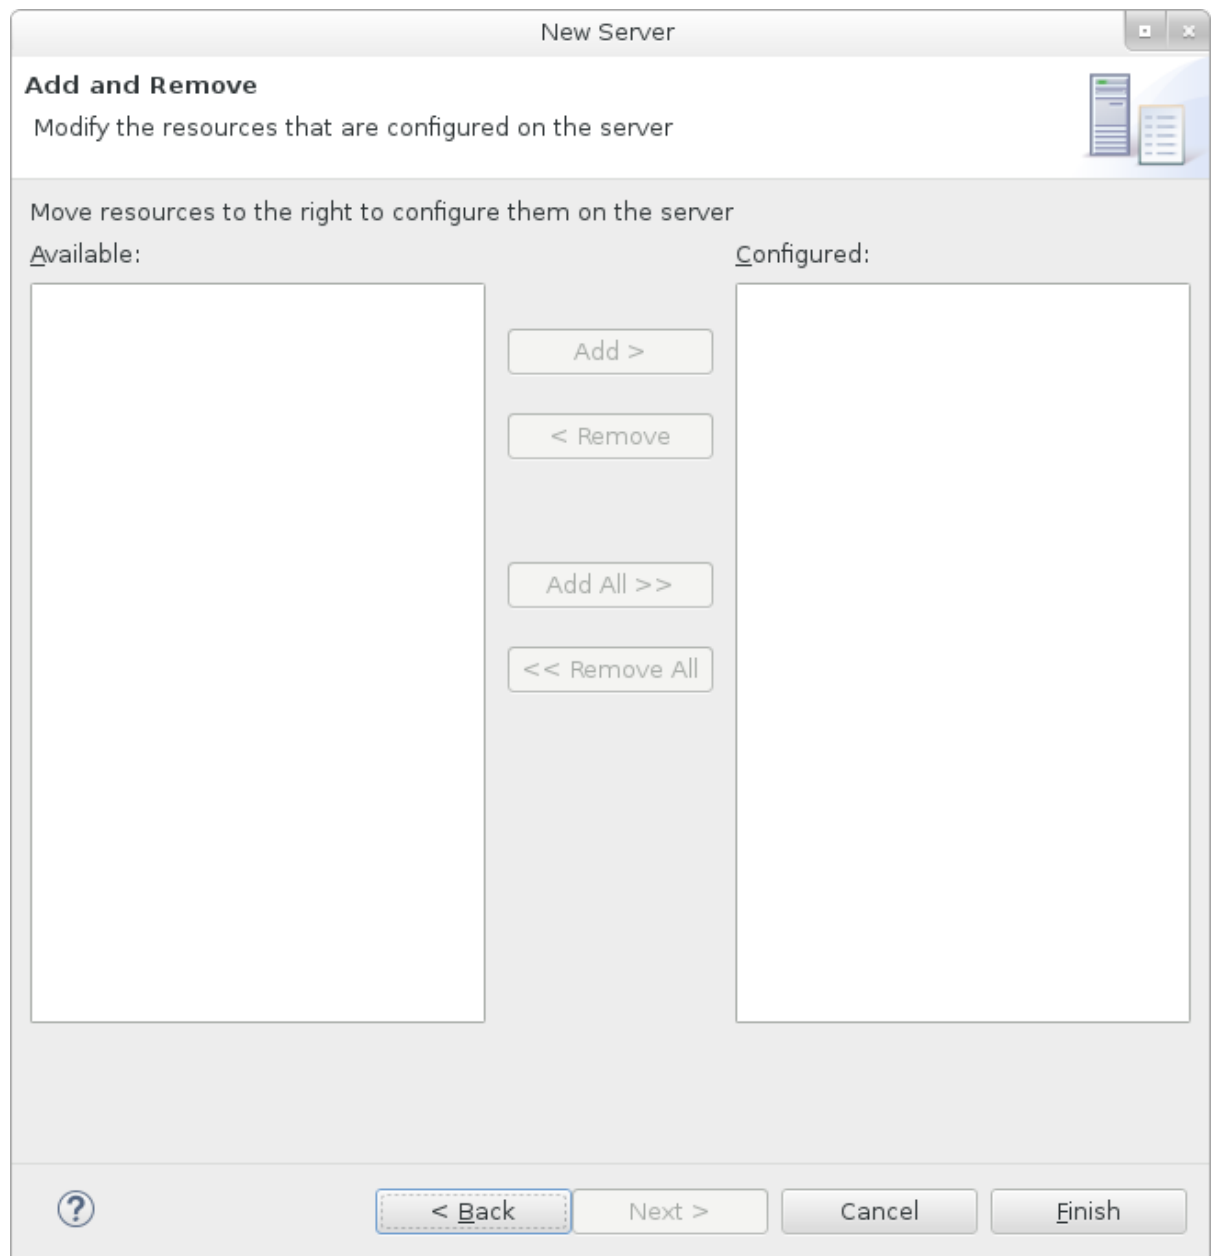 New Server
Add and Remove
Modify the resources that are configured on the server
Move resources to the right to configure them on the server
Available:
Configured:
Add >
< Remove
Add All >>
<< Remove All
?
< Back
Next >
Cancel
Finish